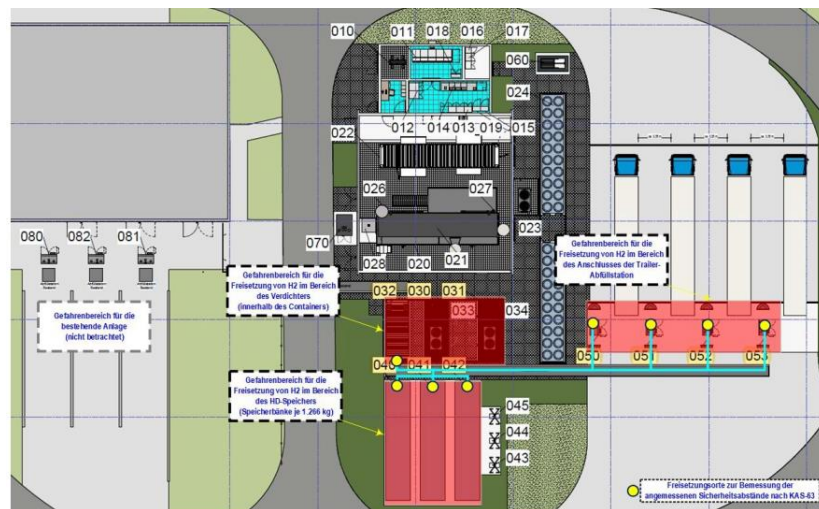 010
011
018
016
017
060
024
012
014
013
019
015
022
026
027
023
080
082
081
070
028
020
021
Gefahrenbereich für die
Freisetzung von H2 im Bereich
des Anschlusses der Trailer-
Abfüllstation
Gefahrenbereich für die
Freisetzung von H2 im Bereich
des Verdichters
(innerhalb des Containers)
032
030
031
033
034
Gefahrenbereich für die
bestehende Anlage
(nicht betrachtet)
050
051
052
053
040
041
042
Gefahrenbereich für die
Freisetzung von H2 im Bereich
des HD-Speichers
(Speicherbänke je 1.266 kg)
045
044
043
Freisetzungsorte zur Bemessung der
angemessenen Sicherheitsabstände nach KAS-63